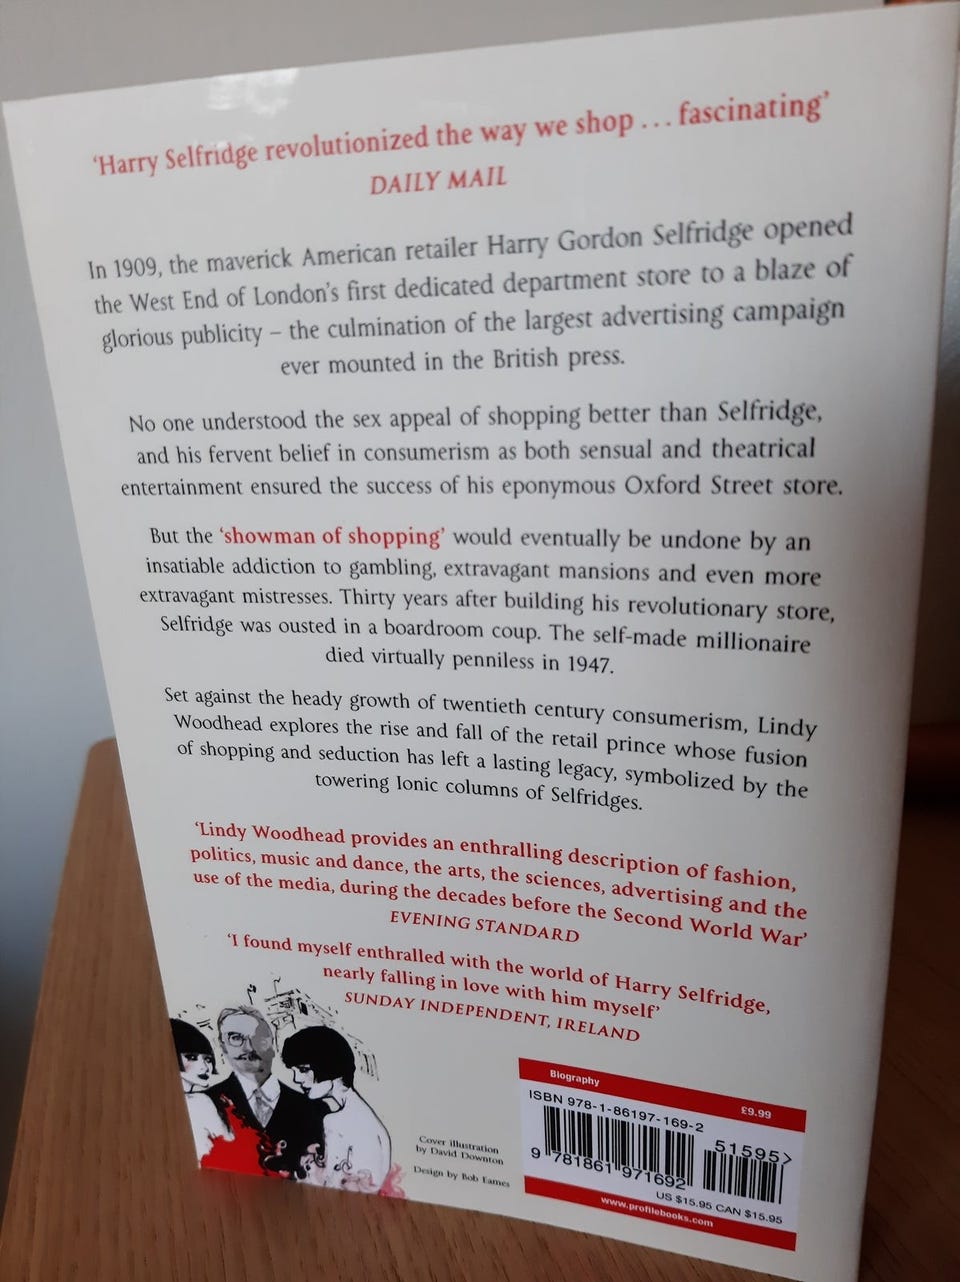 ‘Harry Selfridge revolutionized the way we shop ... fascinating’
DAILY MAIL
In 1909, the maverick American retailer Harry Gordon Selfridge opened
the West End of London's first dedicated department store to a blaze of
glorious publicity – the culmination of the largest advertising campaign
ever mounted in the British press.
No one understood the sex appeal of shopping better than Selfridge,
and his fervent belief in consumerism as both sensual and theatrical
entertainment ensured the success of his eponymous Oxford Street store.
But the ‘showman of shopping’ would eventually be undone by an
insatiable addiction to gambling, extravagant mansions and even more
extravagant mistresses. Thirty years after building his revolutionary store,
Selfridge was ousted in a boardroom coup. The self-made millionaire
died virtually penniless in 1947.
Set against the heady growth of twentieth century consumerism, Lindy
Woodhead explores the rise and fall of the retail prince whose fusion
of shopping and seduction has left a lasting legacy, symbolized by the
towering Ionic columns of Selfridges.
‘Lindy Woodhead provides an enthralling description of fashion,
politics, music and dance, the arts, the sciences, advertising and the
use of the media, during the decades before the Second World War’
EVENING STANDARD
‘I found myself enthralled with the world of Harry Selfridge,
nearly falling in love with him myself’
SUNDAY INDEPENDENT, IRELAND
Cover illustration
by David Downton
Design by Bob Eames
Biography £9.99
ISBN 978-1-86197-169-2
51595>
9 781861 971692
US $15.95 CAN $15.95
www.profilebooks.com